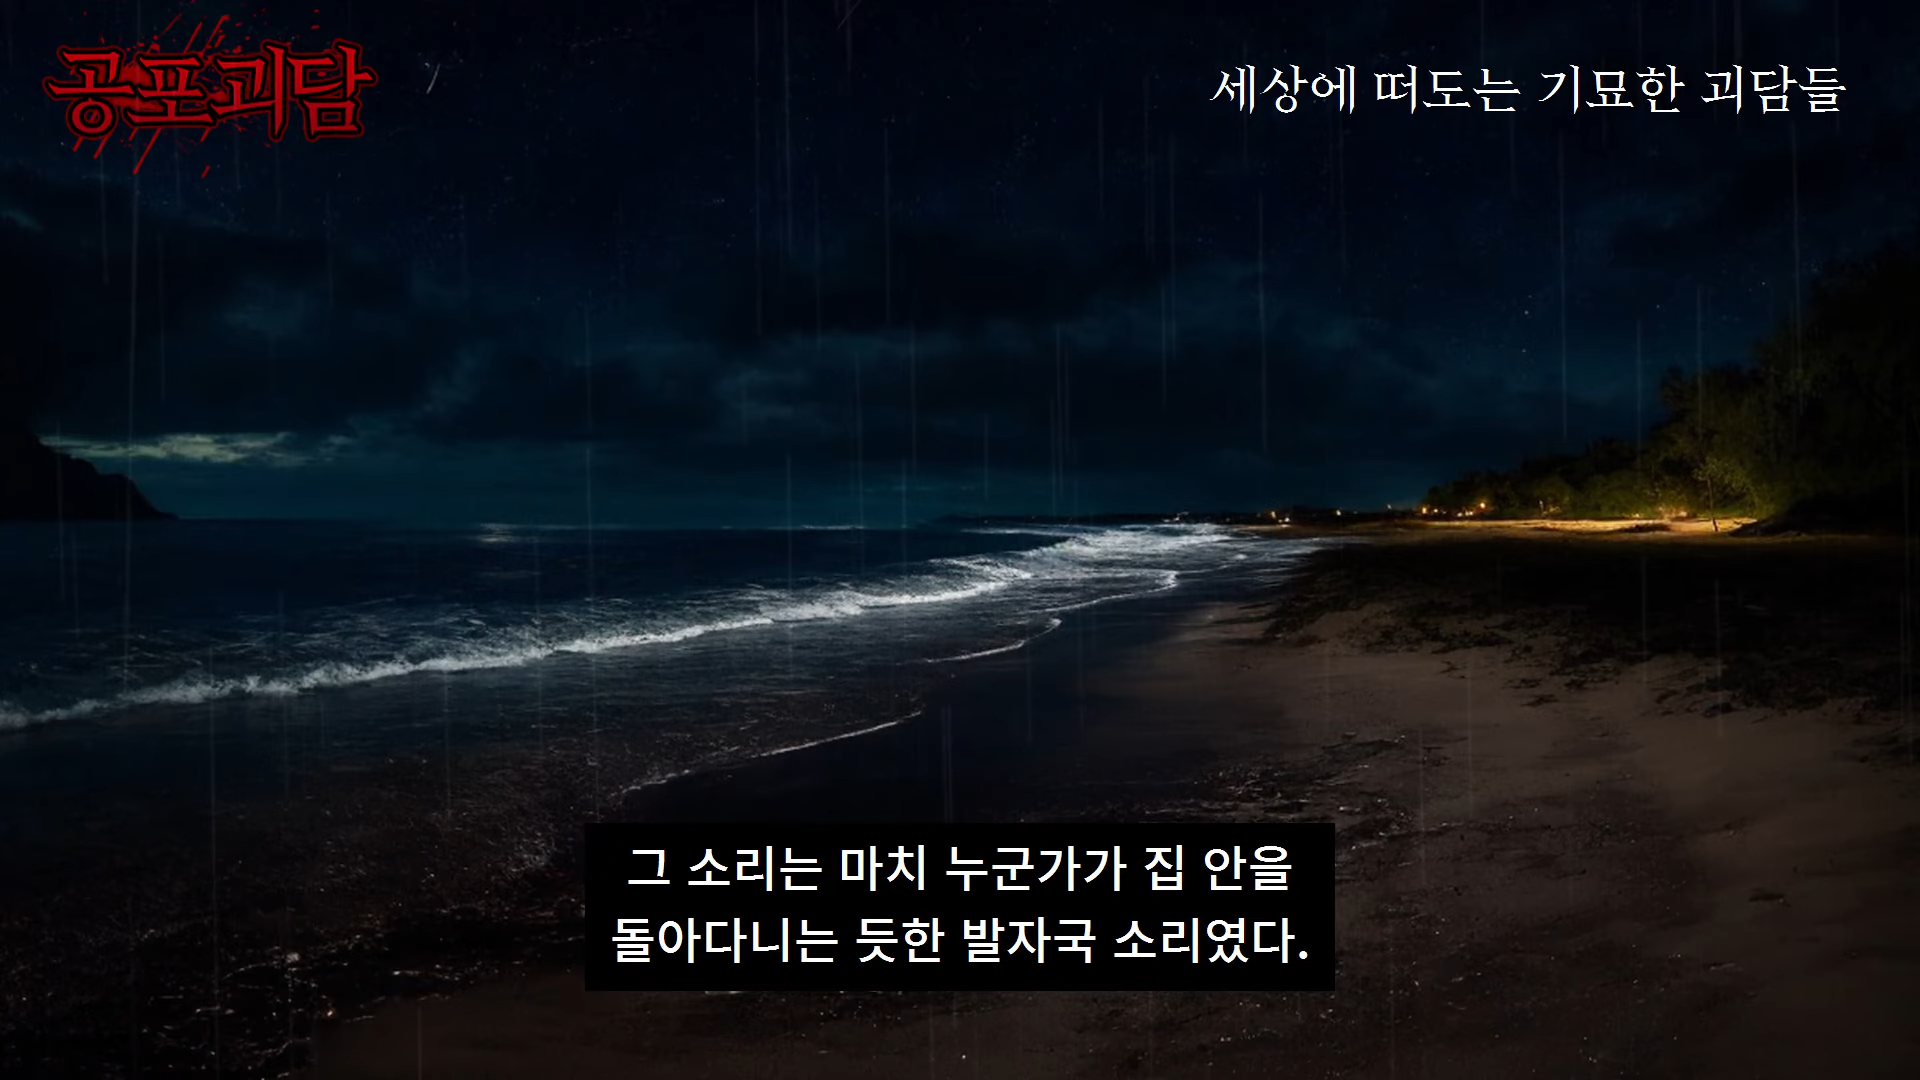 공포괴담
세상에 떠도는 기묘한 괴담들
그 소리는 마치 누군가가 집 안을
돌아다니는 듯한 발자국 소리였다.